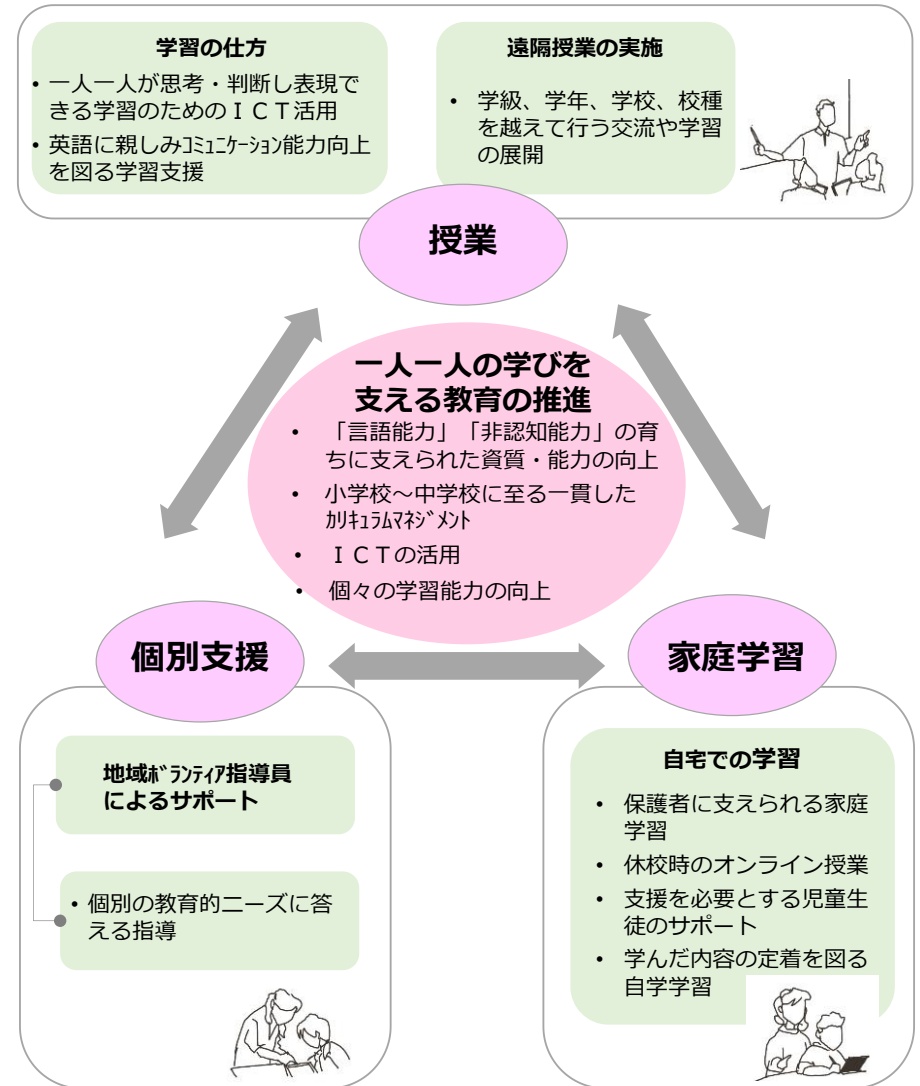 学習の仕方
• 一人一人が思考・判断し表現で
きる学習のためのＩＣＴ活用
• 英語に親しみｺﾐｭﾆｹｰｼｮﾝ能力向上
を図る学習支援
遠隔授業の実施
• 学級、学年、学校、校種
を越えて行う交流や学習
の展開
授業
一人一人の学びを
支える教育の推進
• 「言語能力」「非認知能力」の育
ちに支えられた資質・能力の向上
• 小学校～中学校に至る一貫した
ｶﾘｷｭﾗﾑﾏﾈｼﾞﾒﾝﾄ
• ＩＣＴの活用
• 個々の学習能力の向上
個別支援
地域ﾎﾞﾗﾝﾃｨｱ指導員
によるサポート
• 個別の教育的ニーズに答
える指導
家庭学習
自宅での学習
• 保護者に支えられる家庭
学習
• 休校時のオンライン授業
• 支援を必要とする児童生
徒のサポート
• 学んだ内容の定着を図る
自学学習